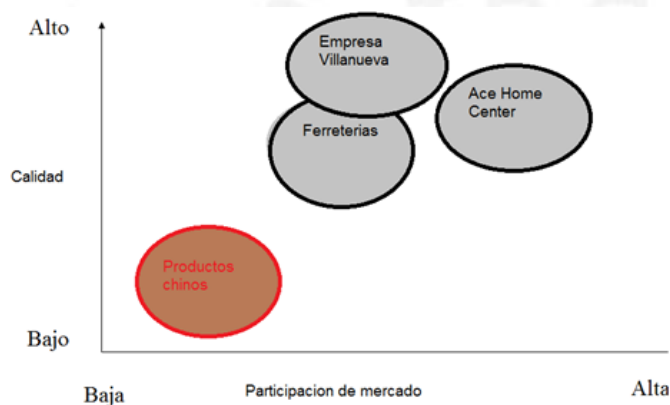 Alto
Empresa
Villanueva
Ace Home
Center
Ferreterias
Calidad
Productos
chinos
Bajo
Baja
Participacion de mercado
Alta